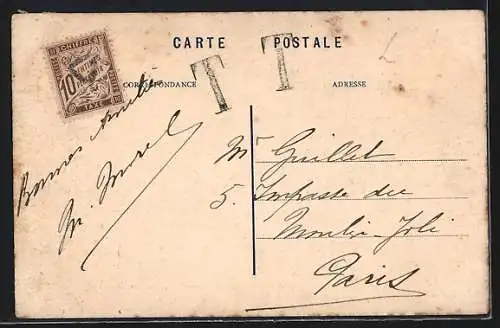 CHIFFRE
10
TAXE
CARTE POSTALE
T T
CORRESPONDANCE
ADRESSE
Bonnes Amitiés
M. Morel
Mr Guillet
5. Impasse du
Moulin-Joli
Paris